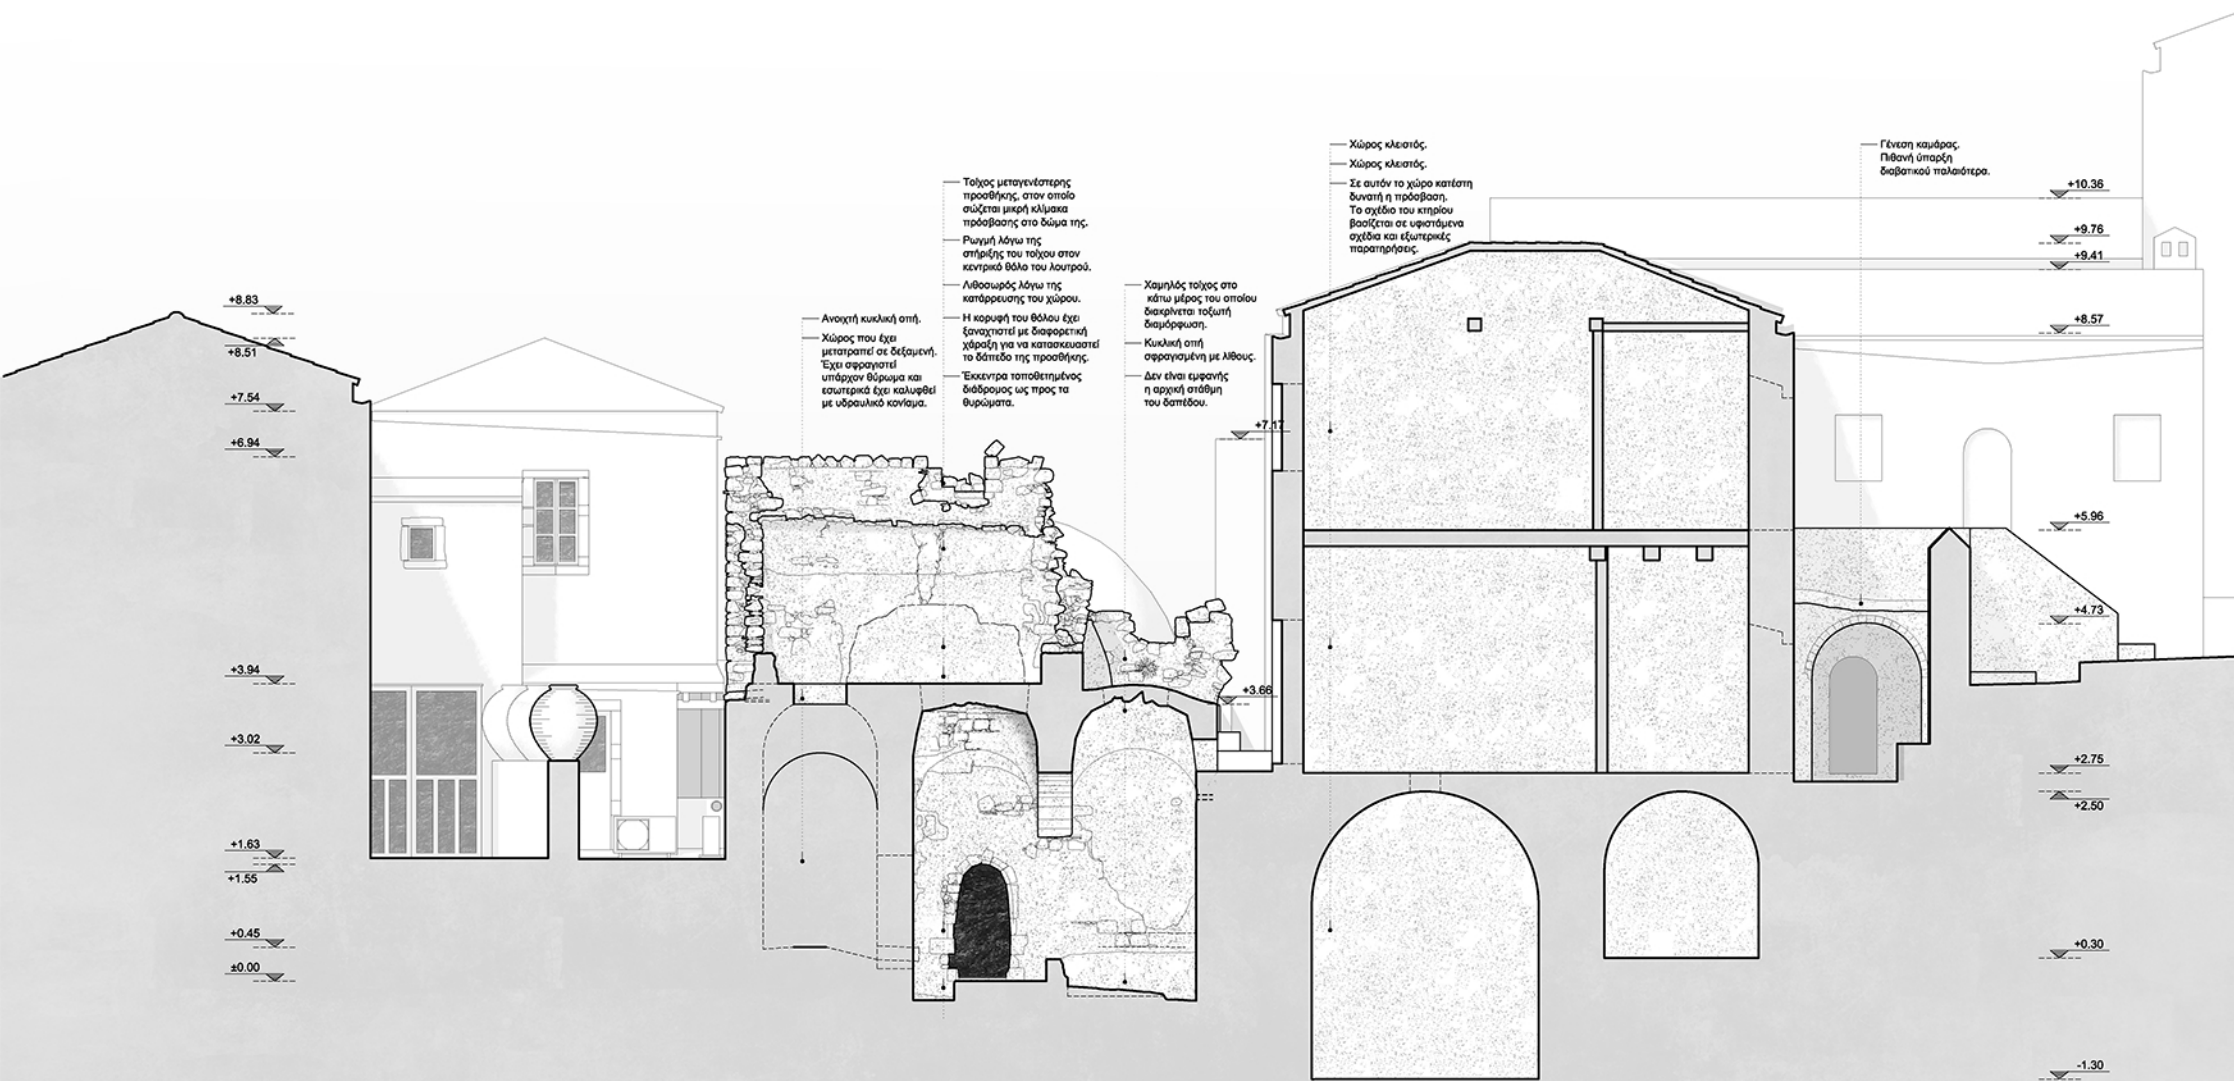 Χώρος κλειστός.
Χώρος κλειστός.
Σε αυτόν το χώρο κατέστη
δυνατή η πρόσβαση.
Το σχέδιο του κτηρίου
βασίζεται σε υφιστάμενα
σχέδια και εξωτερικές
παρατηρήσεις.
Γένεση καμάρας.
Πιθανή ύπαρξη
διαβατικού παλαιότερα.
Τοίχος μεταγενέστερης
προσθήκης, στον οποίο
σώζεται μικρή κλίμακα
πρόσβασης στο δώμα της.
Ρωγμή λόγω της
στήριξης του τοίχου στον
κεντρικό θόλο του λουτρού.
Λιθοσωρός λόγω της
κατάρρευσης του χώρου.
Η κορυφή του θόλου έχει
ξαναχτιστεί με διαφορετική
χάραξη για να κατασκευαστεί
το δάπεδο της προσθήκης.
Έκκεντρα τοποθετημένος
διάδρομος ως προς τα
θυρώματα.
Χαμηλός τοίχος στο
κάτω μέρος του οποίου
διακρίνεται τοξωτή
διαμόρφωση.
Κυκλική οπή
σφραγισμένη με λίθους.
Δεν είναι εμφανής
η αρχική στάθμη
του δαπέδου.
Ανοιχτή κυκλική οπή.
Χώρος που έχει
μετατραπεί σε δεξαμενή.
Έχει σφραγιστεί
υπάρχον θύρωμα και
εσωτερικά έχει καλυφθεί
με υδραυλικό κονίαμα.
+8.83
+8.51
+7.54
+6.94
+3.94
+3.02
+1.63
+1.55
+0.45
±0.00
+7.17
+3.66
+10.36
+9.76
+9.41
+8.57
+5.96
+4.73
+2.75
+2.50
+0.30
-1.30